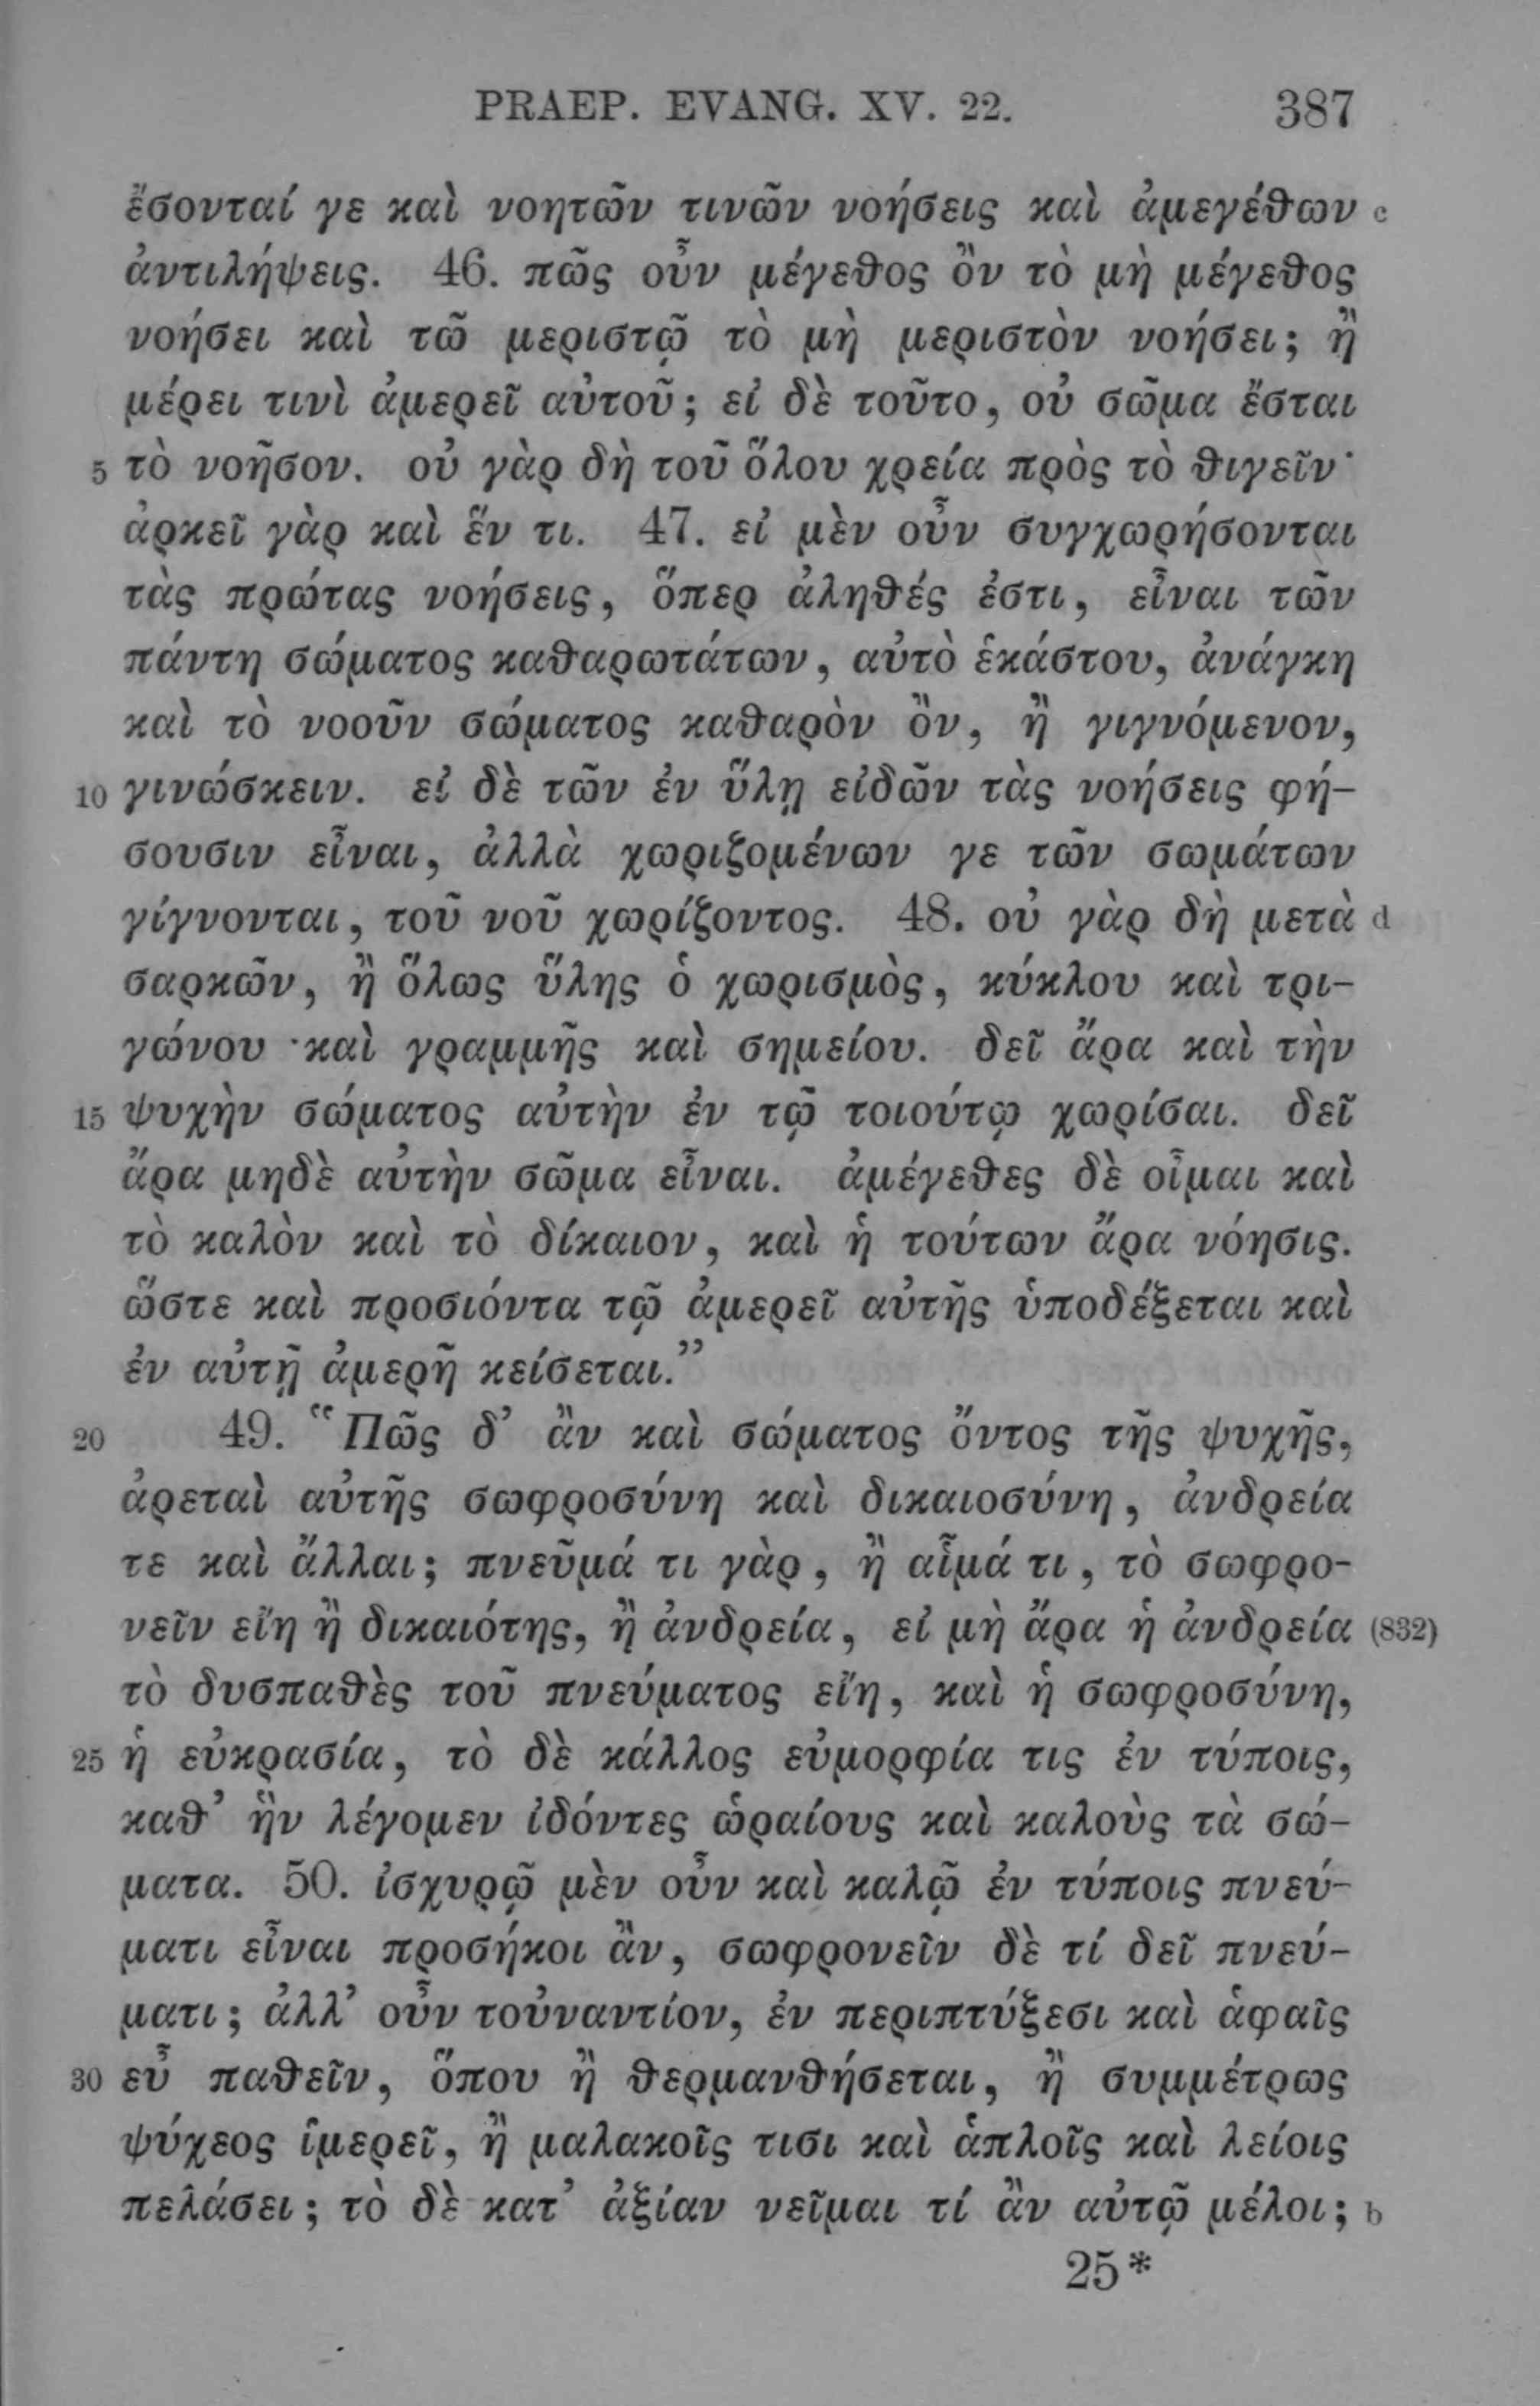 PRAEP. EVANG. XV. 22. 387
ἔσονταί γε καὶ νοητῶν τινῶν νοήσεις καὶ ἀμεγέθων c
ἀντιλήψεις. 46. πῶς οὖν μέγεθος ὂν τὸ μὴ μέγεθος
νοήσει καὶ τῶ μεριστῷ τὸ μὴ μεριστὸν νοήσει; ἢ
μέρει τινὶ ἀμερεῖ αὐτοῦ; εἰ δὲ τοῦτο, οὐ σῶμα ἔσται
5 τὸ νοῆσον. οὐ γὰρ δὴ τοῦ ὅλου χρεία πρὸς τὸ θιγεῖν·
ἀρκεῖ γὰρ καὶ ἕν τι. 47. εἰ μὲν οὖν συγχωρήσονται
τὰς πρώτας νοήσεις, ὅπερ ἀληθές ἐστι, εἶναι τῶν
πάντη σώματος καθαρωτάτων, αὐτὸ ἑκάστου, ἀνάγκη
καὶ τὸ νοοῦν σώματος καθαρὸν ὂν, ἢ γιγνόμενον,
10 γινώσκειν. εἰ δὲ τῶν ἐν ὕλῃ εἰδῶν τὰς νοήσεις φή-
σουσιν εἶναι, ἀλλὰ χωριζομένων γε τῶν σωμάτων
γίγνονται, τοῦ νοῦ χωρίζοντος. 48. οὐ γὰρ δὴ μετὰ d
σαρκῶν, ἢ ὅλως ὕλης ὁ χωρισμὸς, κύκλου καὶ τρι-
γώνου καὶ γραμμῆς καὶ σημείου. δεῖ ἄρα καὶ τὴν
15 ψυχὴν σώματος αὑτὴν ἐν τῷ τοιούτῳ χωρίσαι. δεῖ
ἄρα μηδὲ αὐτὴν σῶμα εἶναι. ἀμέγεθες δὲ οἶμαι καὶ
τὸ καλὸν καὶ τὸ δίκαιον, καὶ ἡ τούτων ἄρα νόησις.
ὥστε καὶ προσιόντα τῷ ἀμερεῖ αὐτῆς ὑποδέξεται καὶ
ἐν αὐτῇ ἀμερῆ κείσεται.”
20 49. “Πῶς δ’ ἂν καὶ σώματος ὄντος τῆς ψυχῆς,
ἀρεταὶ αὐτῆς σωφροσύνη καὶ δικαιοσύνη, ἀνδρεία
τε καὶ ἄλλαι; πνεῦμά τι γὰρ, ἢ αἷμά τι, τὸ σωφρο-
νεῖν εἴη ἢ δικαιότης, ἢ ἀνδρεία, εἰ μὴ ἄρα ἡ ἀνδρεία (832)
τὸ δυσπαθὲς τοῦ πνεύματος εἴη, καὶ ἡ σωφροσύνη,
25 ἡ εὐκρασία, τὸ δὲ κάλλος εὐμορφία τις ἐν τύποις,
καθ’ ἣν λέγομεν ἰδόντες ὡραίους καὶ καλοὺς τὰ σώ-
ματα. 50. ἰσχυρῷ μὲν οὖν καὶ καλῷ ἐν τύποις πνεύ-
ματι εἶναι προσήκοι ἂν, σωφρονεῖν δὲ τί δεῖ πνεύ-
ματι; ἀλλ’ οὖν τοὐναντίον, ἐν περιπτύξεσι καὶ ἁφαῖς
30 εὖ παθεῖν, ὅπου ἢ θερμανθήσεται, ἢ συμμέτρως
ψύχεος ἱμερεῖ, ἢ μαλακοῖς τισι καὶ ἁπλοῖς καὶ λείοις
πελάσει; τὸ δὲ κατ’ ἀξίαν νεῖμαι τί ἂν αὐτῷ μέλοι; b
25*